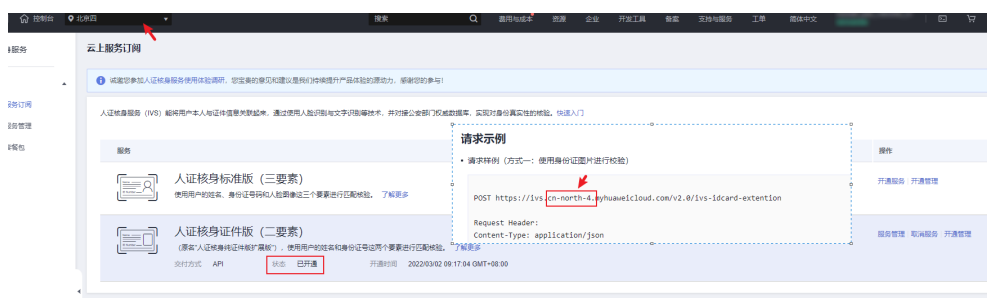 控制台 北京四 搜索 费用与成本 资源 企业 开发工具 备案 支持与服务 工单 简体中文
身服务
云上服务订阅
诚邀您参加人证核身服务使用体验调研，您宝贵的意见和建议是我们持续提升产品体验的源动力，感谢您的参与！
服务订阅
人证核身服务（IVS）能将用户本人与证件信息关联起来，通过使用人脸识别与文字识别等技术，并对接公安部门权威数据库，实现对身份真实性的核验。快速入门
服务管理
套餐包
服务
操作
请求示例
• 请求样例（方式一：使用身份证图片进行校验）
POST https://ivs.cn-north-4.myhuaweicloud.com/v2.0/ivs-idcard-extention
Request Header:
Content-Type: application/json
人证核身标准版（三要素）
使用用户的姓名、身份证号码和人脸图像这三个要素进行匹配核验。 了解更多
开通服务 开通管理
人证核身证件版（二要素）
（原名“人证核身纯证件版扩展版”），使用用户的姓名和身份证号这两个要素进行匹配核验。 了解更多
服务管理 取消服务 开通管理
交付方式 API 状态 已开通 开通时间 2022/03/02 09:17:04 GMT+08:00